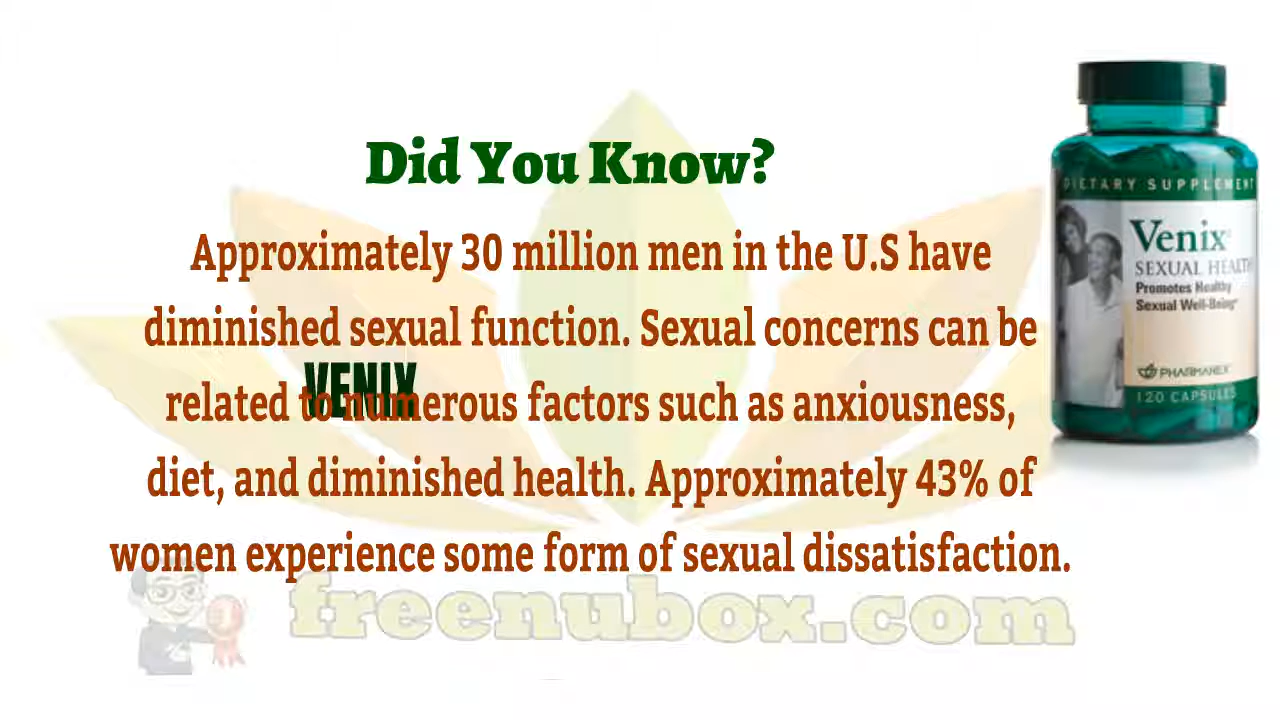 Did You Know?
Approximately 30 million men in the U.S have
diminished sexual function. Sexual concerns can be
related to numerous factors such as anxiousness,
diet, and diminished health. Approximately 43% of
women experience some form of sexual dissatisfaction.
VENIX
DIETARY SUPPLEMENT
Venix®
SEXUAL HEALTH
Promotes Healthy
Sexual Well-Being*
PHARMANEX
120 CAPSULES
freenubox.com